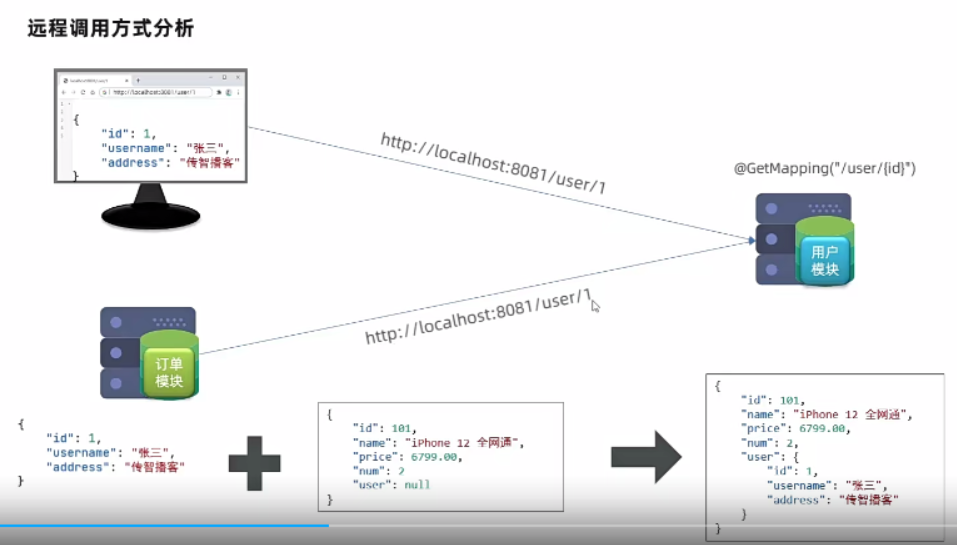 远程调用方式分析
http://localhost:8081/user/1
{
"id": 1,
"username": "张三",
"address": "传智播客"
}
http://localhost:8081/user/1
@GetMapping("/user/{id}")
用户
模块
http://localhost:8081/user/1
订单
模块
{
"id": 1,
"username": "张三",
"address": "传智播客"
}
{
"id": 101,
"name": "iPhone 12 全网通",
"price": 6799.00,
"num": 2
"user": null
}
{
"id": 101,
"name": "iPhone 12 全网通",
"price": 6799.00,
"num": 2,
"user": {
"id": 1,
"username": "张三",
"address": "传智播客"
}
}